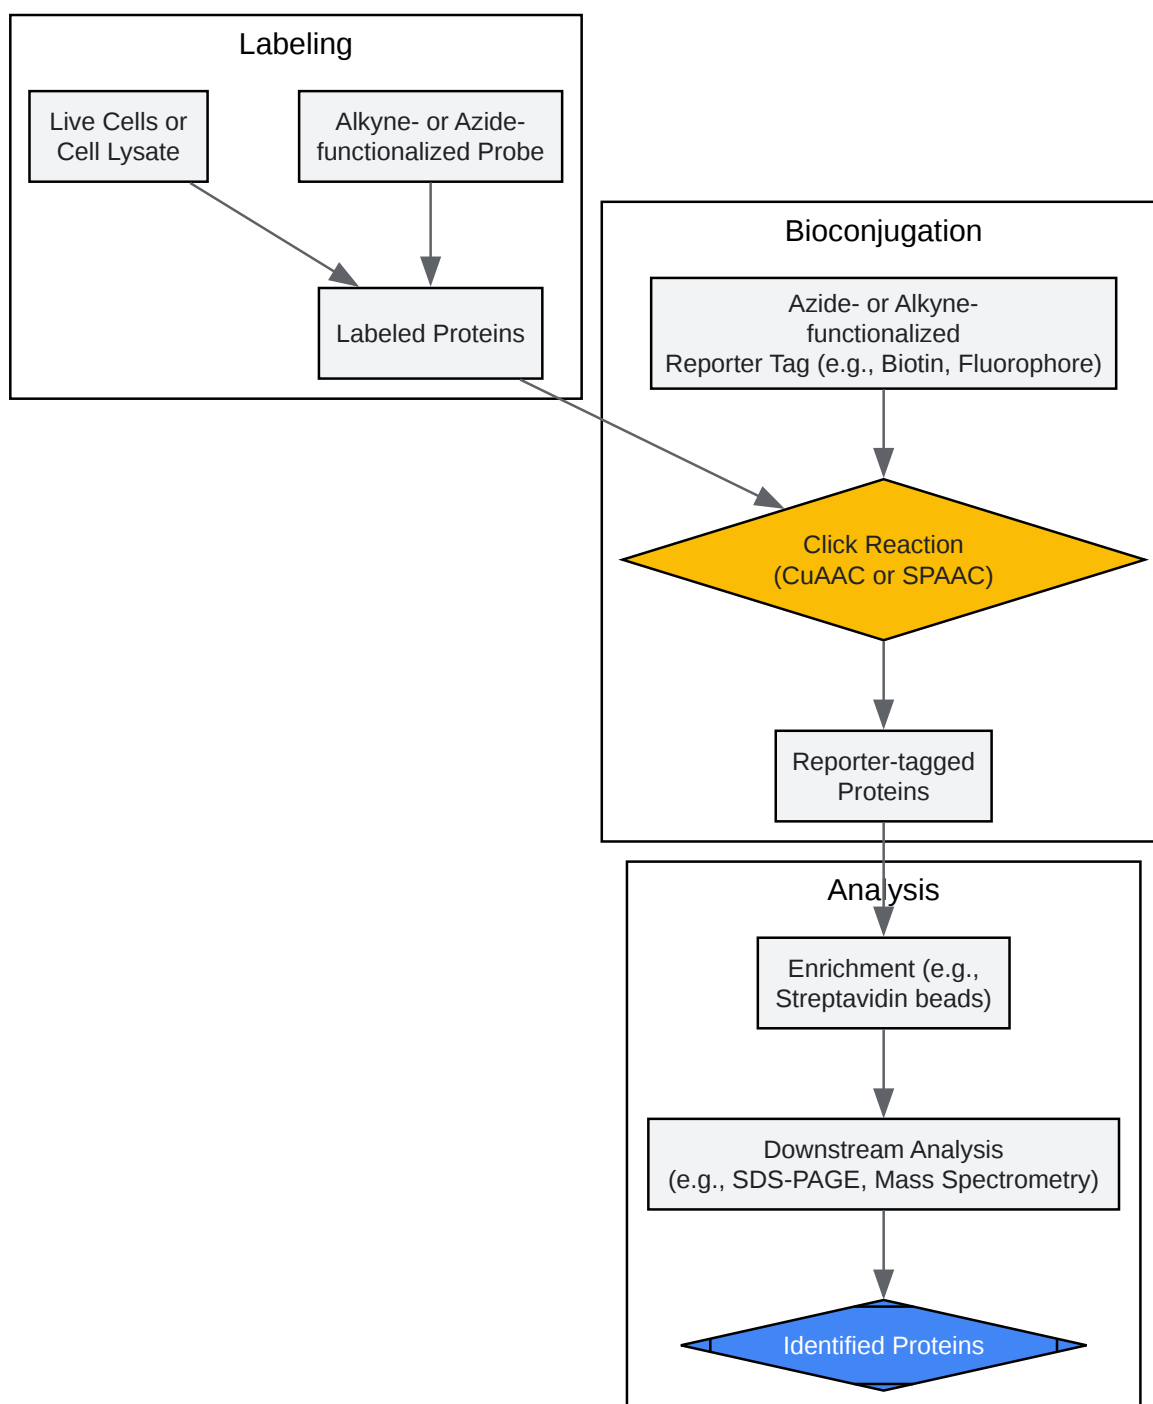 Labeling
Live Cells or
Cell Lysate
Alkyne- or Azide-
functionalized Probe
Labeled Proteins
Bioconjugation
Azide- or Alkyne-
functionalized
Reporter Tag (e.g., Biotin, Fluorophore)
Click Reaction
(CuAAC or SPAAC)
Reporter-tagged
Proteins
Analysis
Enrichment (e.g.,
Streptavidin beads)
Downstream Analysis
(e.g., SDS-PAGE, Mass Spectrometry)
Identified Proteins